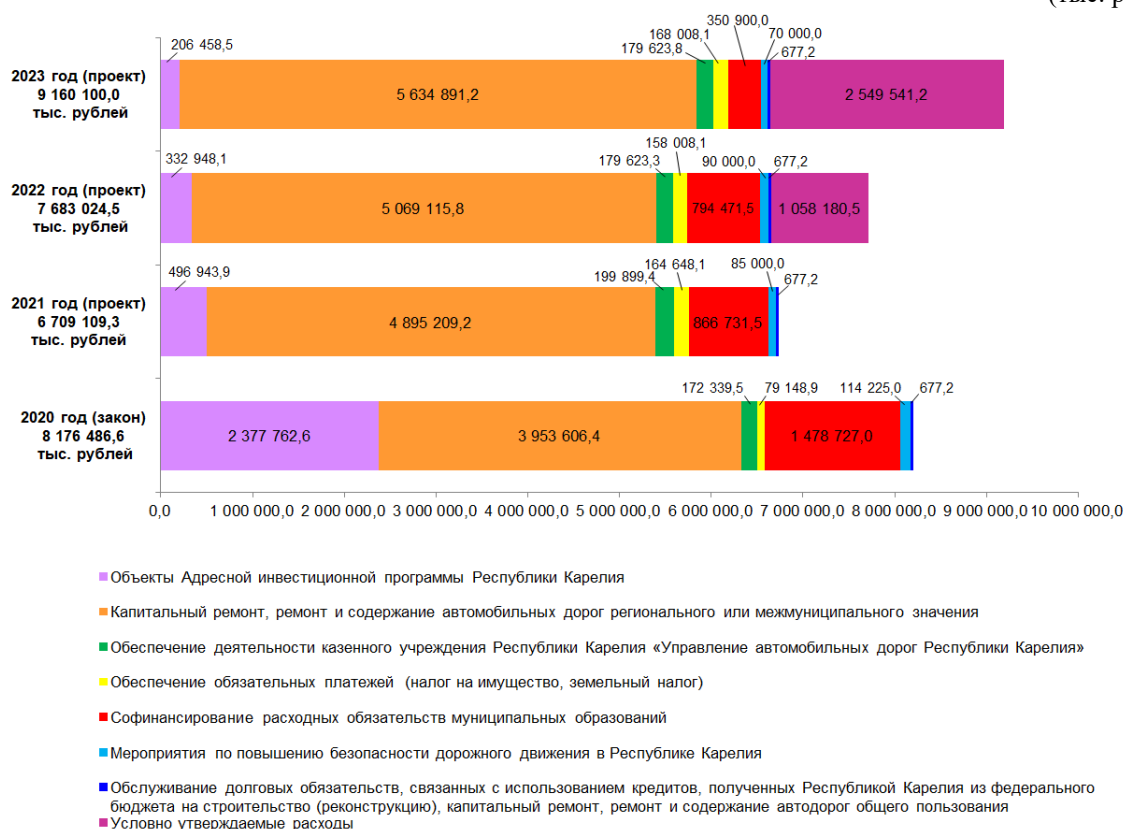 (тыс. р
350 900,0
206 458,5
168 008,1
70 000,0
179 623,8
677,2
2023 год (проект)
9 160 100,0
тыс. рублей
5 634 891,2
2 549 541,2
158 008,1
332 948,1
179 623,3
90 000,0
677,2
2022 год (проект)
7 683 024,5
тыс. рублей
5 069 115,8
794 471,5
1 058 180,5
496 943,9
199 899,4
164 648,1
85 000,0
677,2
2021 год (проект)
6 709 109,3
тыс. рублей
4 895 209,2
866 731,5
172 339,5
79 148,9
114 225,0
677,2
2020 год (закон)
8 176 486,6
тыс. рублей
2 377 762,6
3 953 606,4
1 478 727,0
0,0 1 000 000,0 2 000 000,0 3 000 000,0 4 000 000,0 5 000 000,0 6 000 000,0 7 000 000,0 8 000 000,0 9 000 000,0 10 000 000,0
Объекты Адресной инвестиционной программы Республики Карелия
Капитальный ремонт, ремонт и содержание автомобильных дорог регионального или межмуниципального значения
Обеспечение деятельности казенного учреждения Республики Карелия «Управление автомобильных дорог Республики Карелия»
Обеспечение обязательных платежей (налог на имущество, земельный налог)
Софинансирование расходных обязательств муниципальных образований
Мероприятия по повышению безопасности дорожного движения в Республике Карелия
Обслуживание долговых обязательств, связанных с использованием кредитов, полученных Республикой Карелия из федерального
бюджета на строительство (реконструкцию), капитальный ремонт, ремонт и содержание автодорог общего пользования
Условно утверждаемые расходы